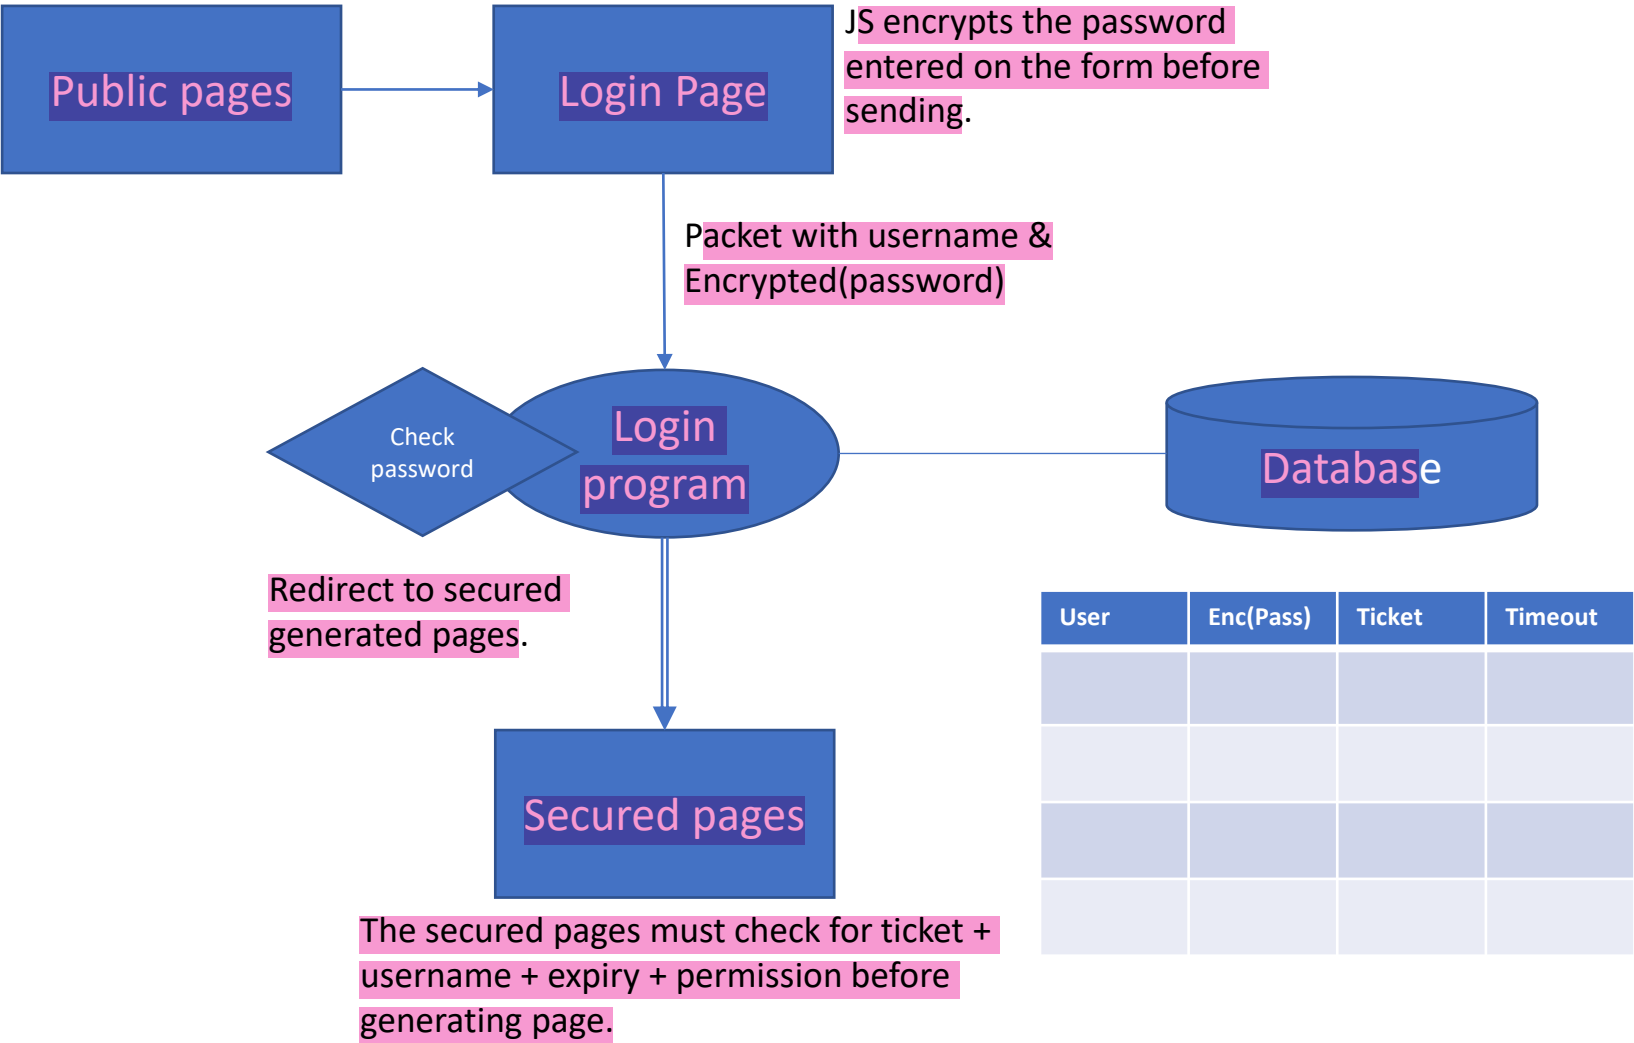 Public pages
Login Page
JS encrypts the password
entered on the form before
sending.
Packet with username &
Encrypted(password)
Check
password
Login
program
Database
Redirect to secured
generated pages.
User Enc(Pass) Ticket Timeout
Secured pages
The secured pages must check for ticket +
username + expiry + permission before
generating page.